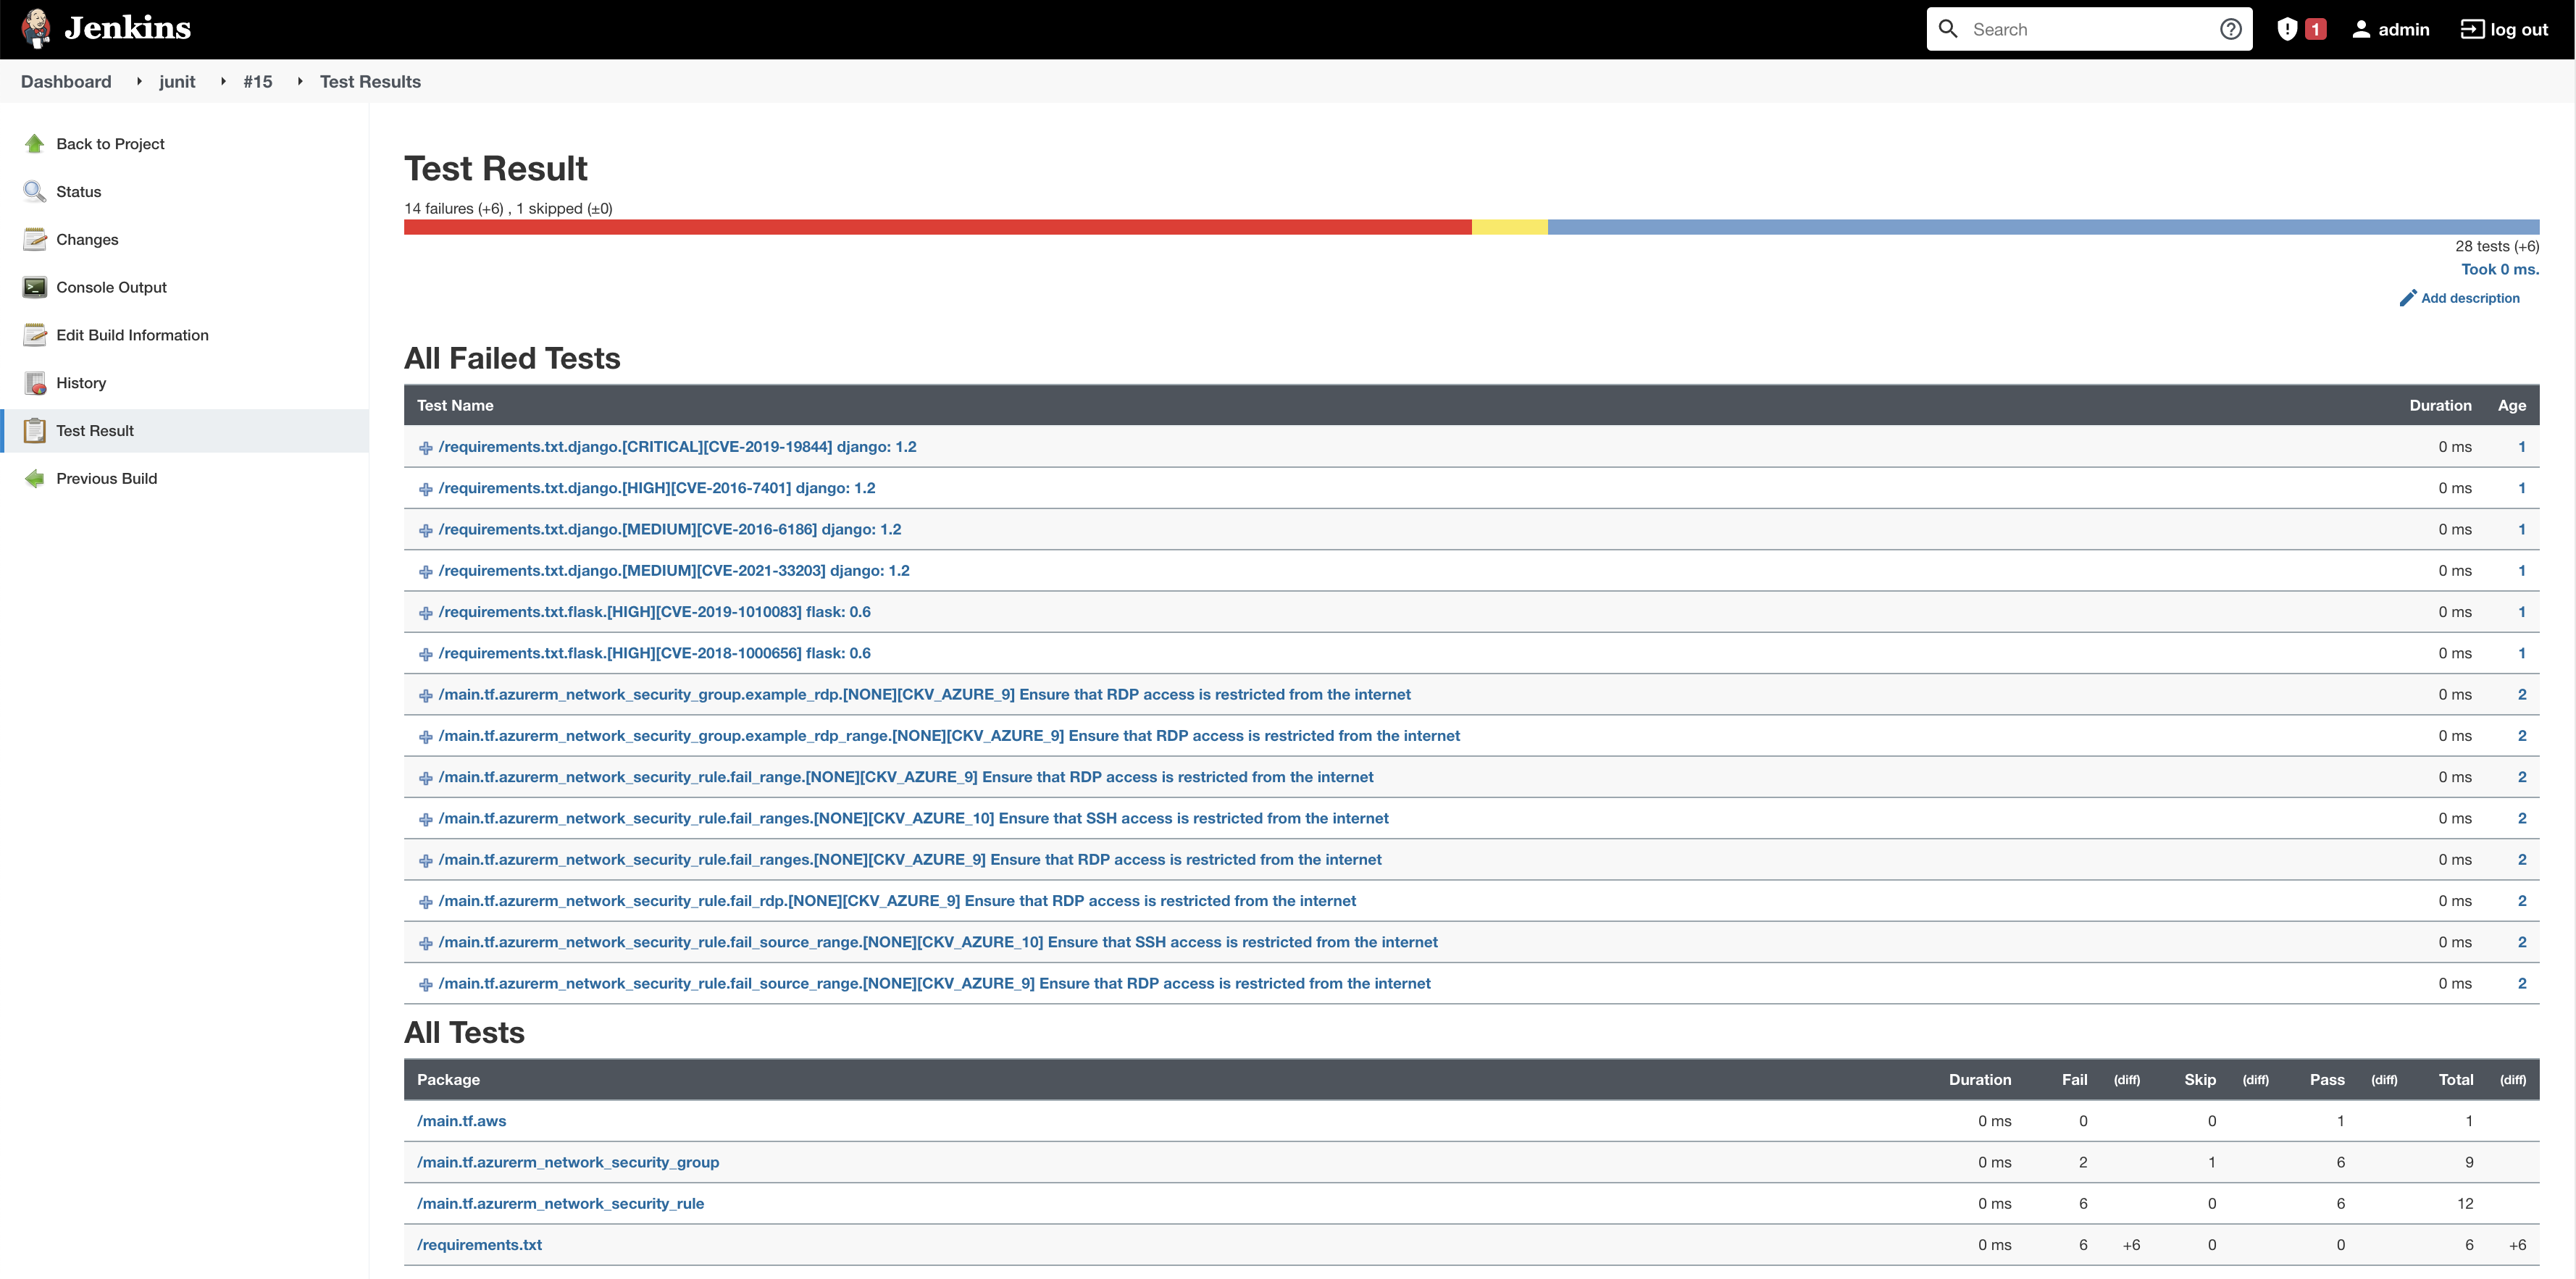 Jenkins
Search
1
admin
log out
Dashboard
junit
#15
Test Results
Back to Project
Status
Changes
Console Output
Edit Build Information
History
Test Result
Previous Build
Test Result
14 failures (+6) , 1 skipped (±0)
28 tests (+6)
Took 0 ms.
Add description
All Failed Tests
Test Name Duration Age
/requirements.txt.django.[CRITICAL][CVE-2019-19844] django: 1.2 0 ms 1
/requirements.txt.django.[HIGH][CVE-2016-7401] django: 1.2 0 ms 1
/requirements.txt.django.[MEDIUM][CVE-2016-6186] django: 1.2 0 ms 1
/requirements.txt.django.[MEDIUM][CVE-2021-33203] django: 1.2 0 ms 1
/requirements.txt.flask.[HIGH][CVE-2019-1010083] flask: 0.6 0 ms 1
/requirements.txt.flask.[HIGH][CVE-2018-1000656] flask: 0.6 0 ms 1
/main.tf.azurerm_network_security_group.example_rdp.[NONE][CKV_AZURE_9] Ensure that RDP access is restricted from the internet 0 ms 2
/main.tf.azurerm_network_security_group.example_rdp_range.[NONE][CKV_AZURE_9] Ensure that RDP access is restricted from the internet 0 ms 2
/main.tf.azurerm_network_security_rule.fail_range.[NONE][CKV_AZURE_9] Ensure that RDP access is restricted from the internet 0 ms 2
/main.tf.azurerm_network_security_rule.fail_ranges.[NONE][CKV_AZURE_10] Ensure that SSH access is restricted from the internet 0 ms 2
/main.tf.azurerm_network_security_rule.fail_ranges.[NONE][CKV_AZURE_9] Ensure that RDP access is restricted from the internet 0 ms 2
/main.tf.azurerm_network_security_rule.fail_rdp.[NONE][CKV_AZURE_9] Ensure that RDP access is restricted from the internet 0 ms 2
/main.tf.azurerm_network_security_rule.fail_source_range.[NONE][CKV_AZURE_10] Ensure that SSH access is restricted from the internet 0 ms 2
/main.tf.azurerm_network_security_rule.fail_source_range.[NONE][CKV_AZURE_9] Ensure that RDP access is restricted from the internet 0 ms 2
All Tests
Package Duration Fail (diff) Skip (diff) Pass (diff) Total (diff)
/main.tf.aws 0 ms 0 0 1 1
/main.tf.azurerm_network_security_group 0 ms 2 1 6 9
/main.tf.azurerm_network_security_rule 0 ms 6 0 6 12
/requirements.txt 0 ms 6 +6 0 0 6 +6